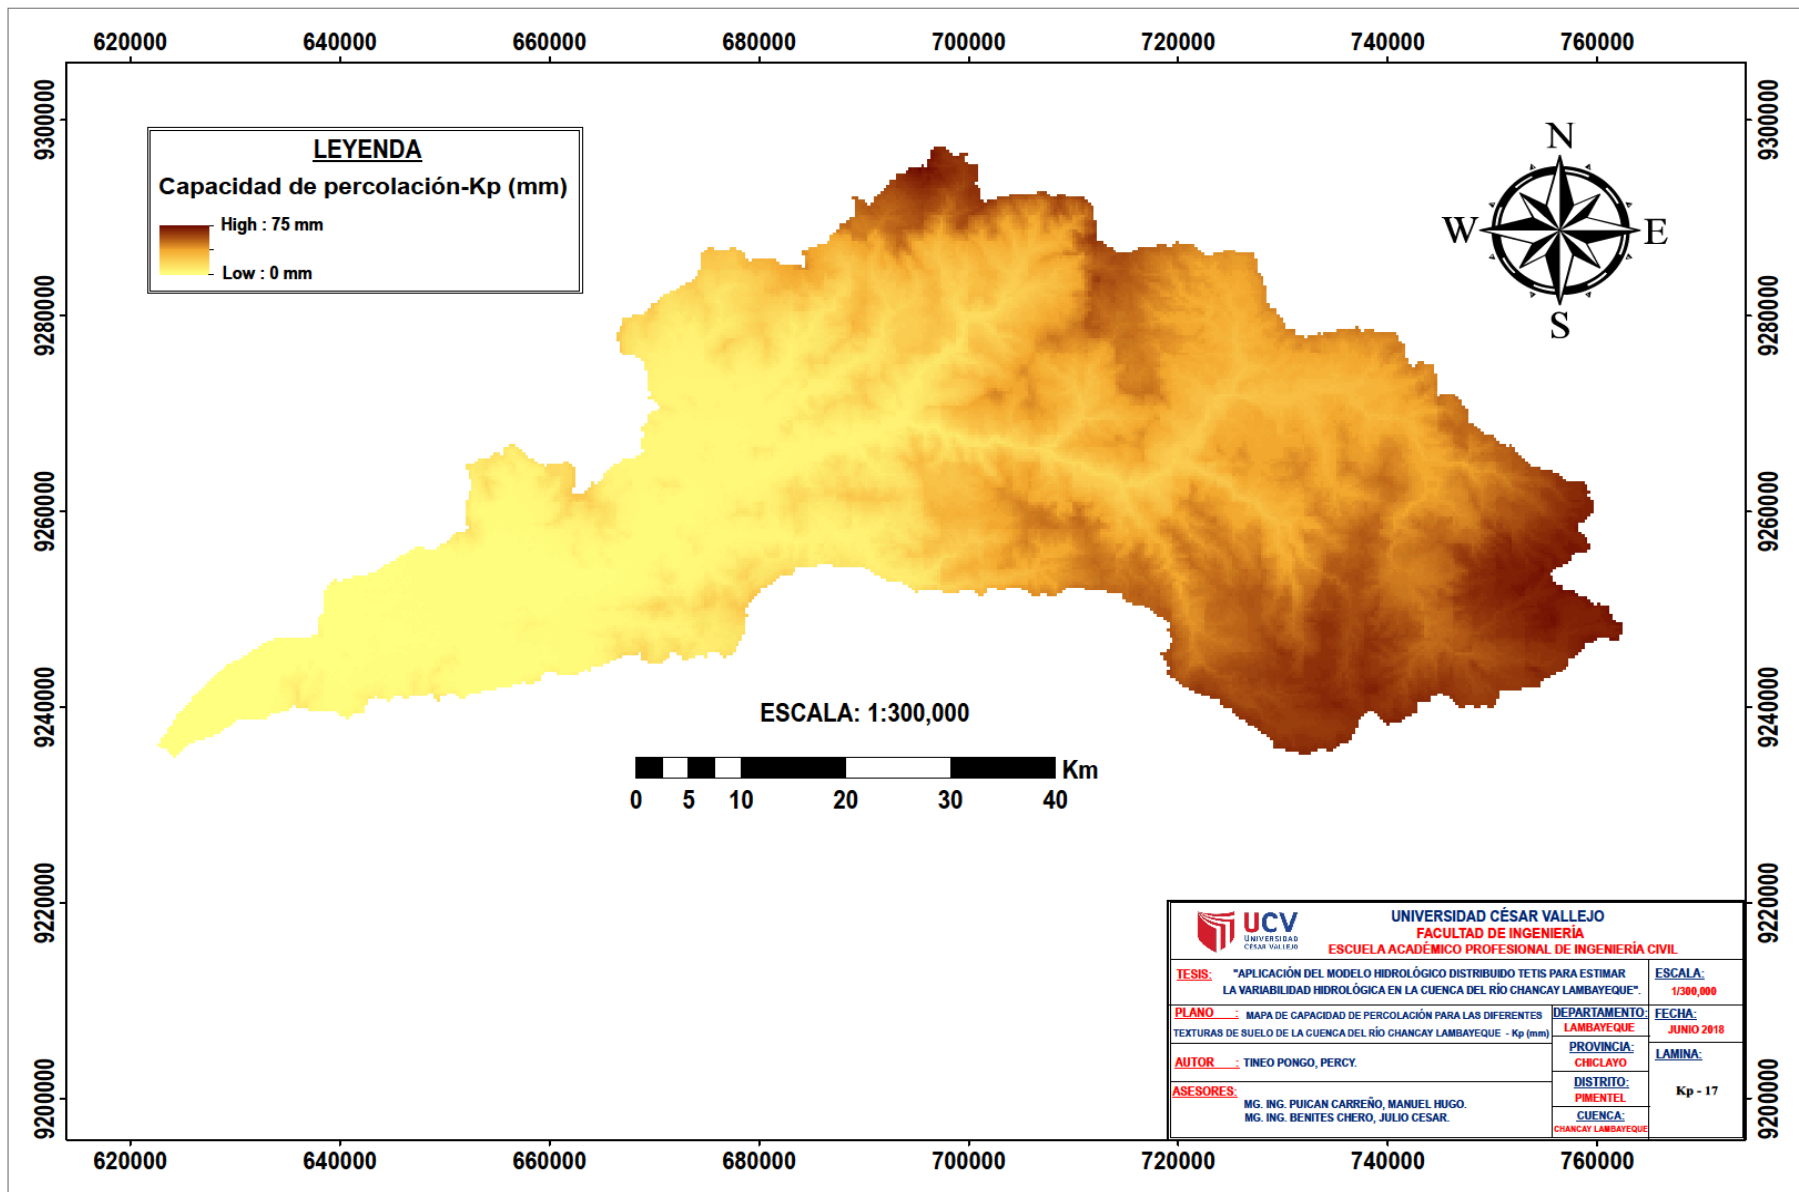 620000 640000 660000 680000 700000 720000 740000 760000
9300000 9300000
9280000 9280000
9260000 9260000
9240000 9240000
9220000 9220000
9200000 9200000
LEYENDA
Capacidad de percolación-Kp (mm)
High : 75 mm
Low : 0 mm
N
W E
S
ESCALA: 1:300,000
Km
0 5 10 20 30 40
UCV
UNIVERSIDAD
CÉSAR VALLEJO
UNIVERSIDAD CÉSAR VALLEJO
FACULTAD DE INGENIERÍA
ESCUELA ACADÉMICO PROFESIONAL DE INGENIERÍA CIVIL
TESIS: "APLICACIÓN DEL MODELO HIDROLÓGICO DISTRIBUIDO TETIS PARA ESTIMAR
LA VARIABILIDAD HIDROLÓGICA EN LA CUENCA DEL RÍO CHANCAY LAMBAYEQUE".
ESCALA:
1/300,000
PLANO : MAPA DE CAPACIDAD DE PERCOLACIÓN PARA LAS DIFERENTES
TEXTURAS DE SUELO DE LA CUENCA DEL RÍO CHANCAY LAMBAYEQUE - Kp (mm)
DEPARTAMENTO:
LAMBAYEQUE
FECHA:
JUNIO 2018
AUTOR : TINEO PONGO, PERCY.
PROVINCIA:
CHICLAYO
LAMINA:
Kp - 17
ASESORES:
MG. ING. PUICAN CARREÑO, MANUEL HUGO.
MG. ING. BENITES CHERO, JULIO CESAR.
DISTRITO:
PIMENTEL
CUENCA:
CHANCAY LAMBAYEQUE
620000 640000 660000 680000 700000 720000 740000 760000